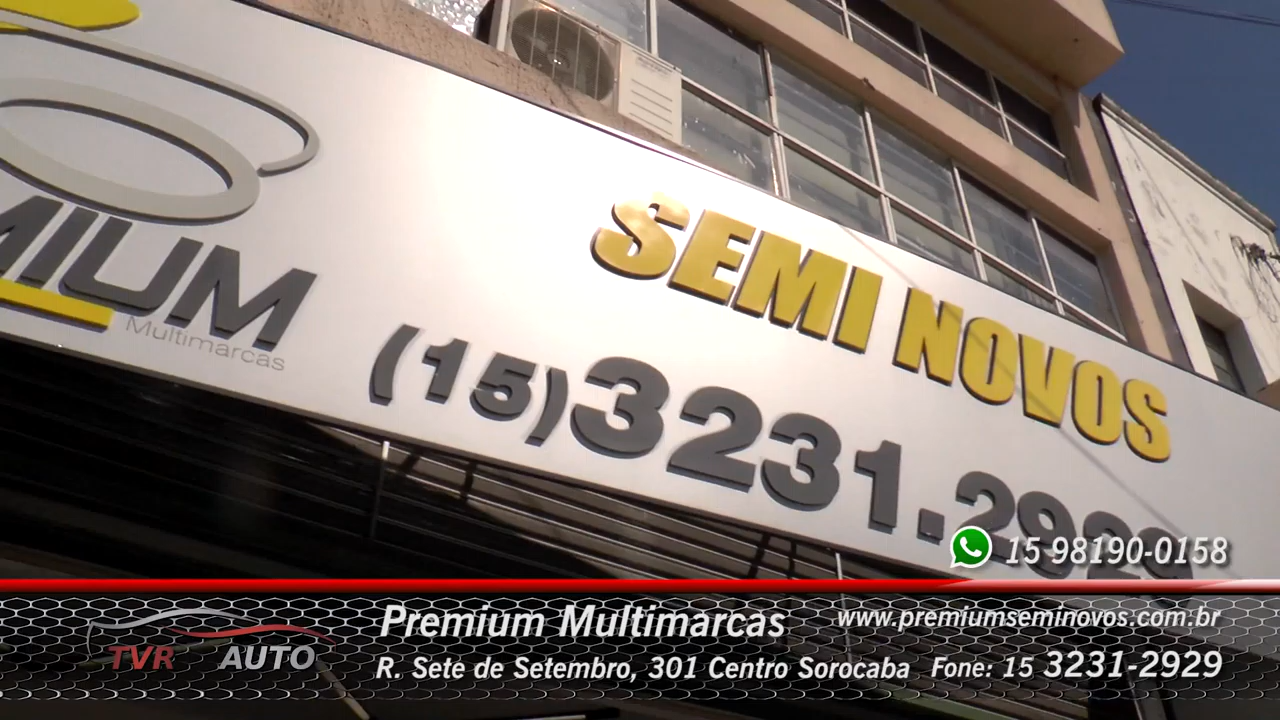 MIUM
Multimarcas
SEMI NOVOS
(15)3231.2929
15 98190-0158
Premium Multimarcas
www.premiumseminovos.com.br
TVR AUTO
R. Sete de Setembro, 301 Centro Sorocaba
Fone: 15 3231-2929